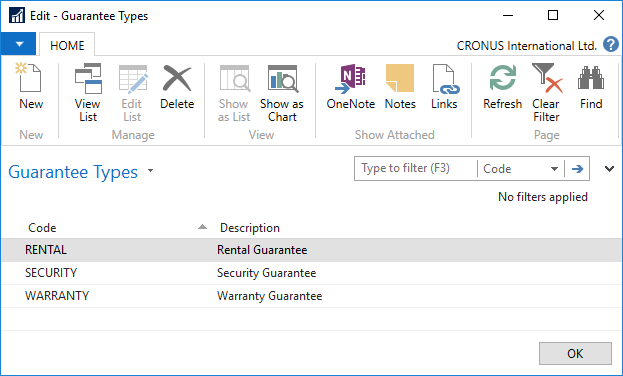 Edit - Guarantee Types
HOME
CRONUS International Ltd.
New
View List
Edit List
Delete
Show as List
Show as Chart
OneNote
Notes
Links
Refresh
Clear Filter
Find
New
Manage
View
Show Attached
Page
Guarantee Types
Type to filter (F3)
Code
No filters applied
Code Description
RENTAL Rental Guarantee
SECURITY Security Guarantee
WARRANTY Warranty Guarantee
OK